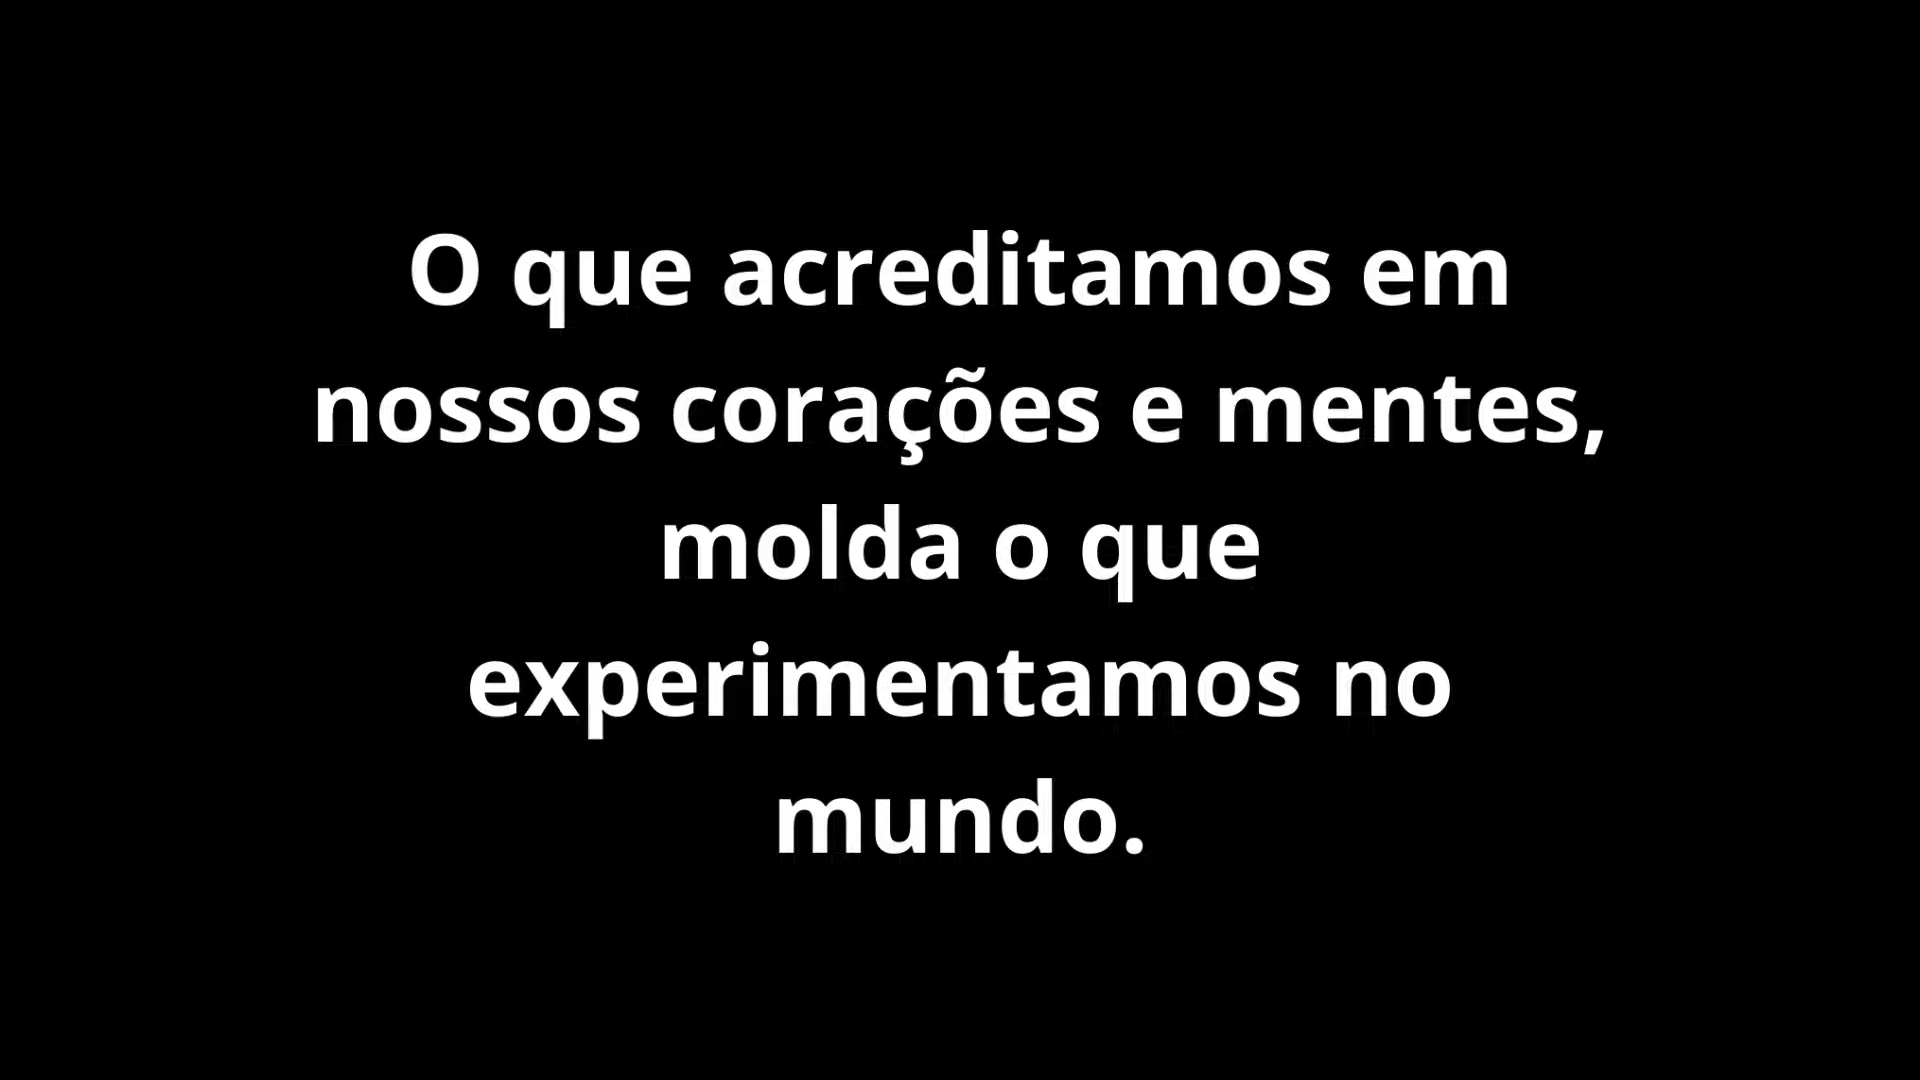 O que acreditamos em
nossos corações e mentes,
molda o que
experimentamos no
mundo.